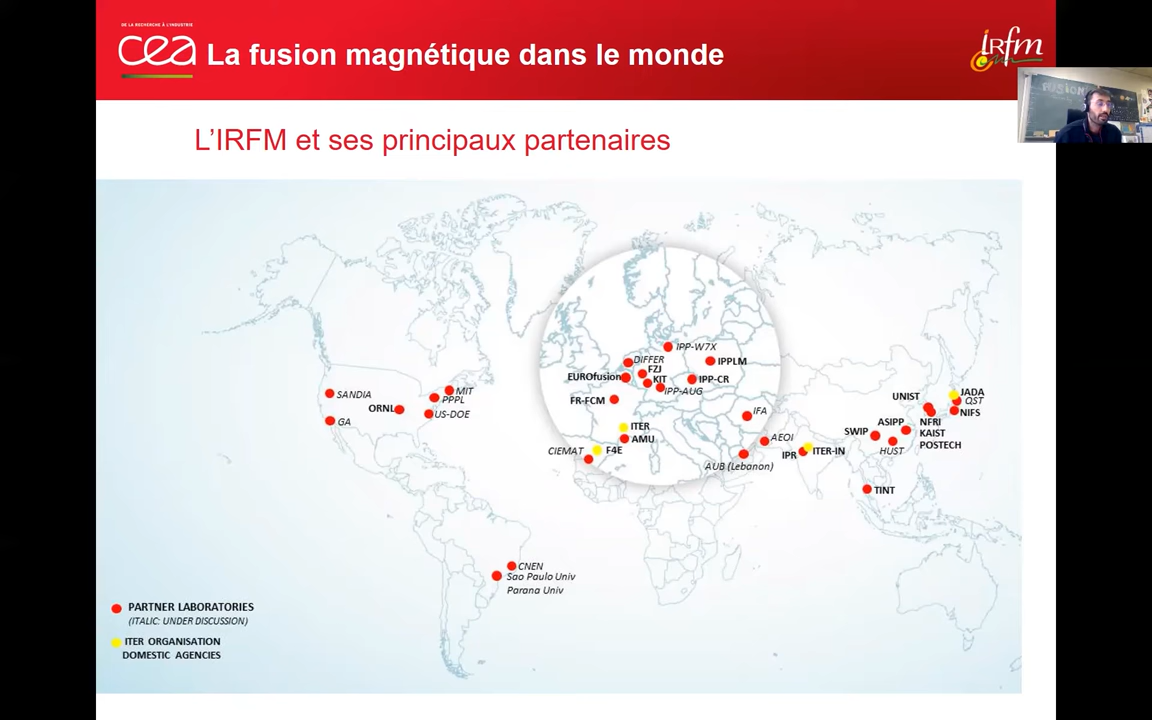 DE LA RECHERCHE À L'INDUSTRIE
cea
La fusion magnétique dans le monde
IRfm
FUSION
L'IRFM et ses principaux partenaires
SANDIA
GA
ORNL
MIT
PPPL
US-DOE
IPP-W7X
DIFFER
FZJ
EUROfusion
KIT
IPP-AUG
IPPLM
IPP-CR
FR-FCM
ITER
AMU
CIEMAT
F4E
IFA
AEOI
AUB (Lebanon)
IPR
ITER-IN
UNIST
JADA
QST
NIFS
ASIPP
NFRI
SWIP
KAIST
HUST
POSTECH
TINT
CNEN
Sao Paulo Univ
Parana Univ
PARTNER LABORATORIES
(ITALIC: UNDER DISCUSSION)
ITER ORGANISATION
DOMESTIC AGENCIES